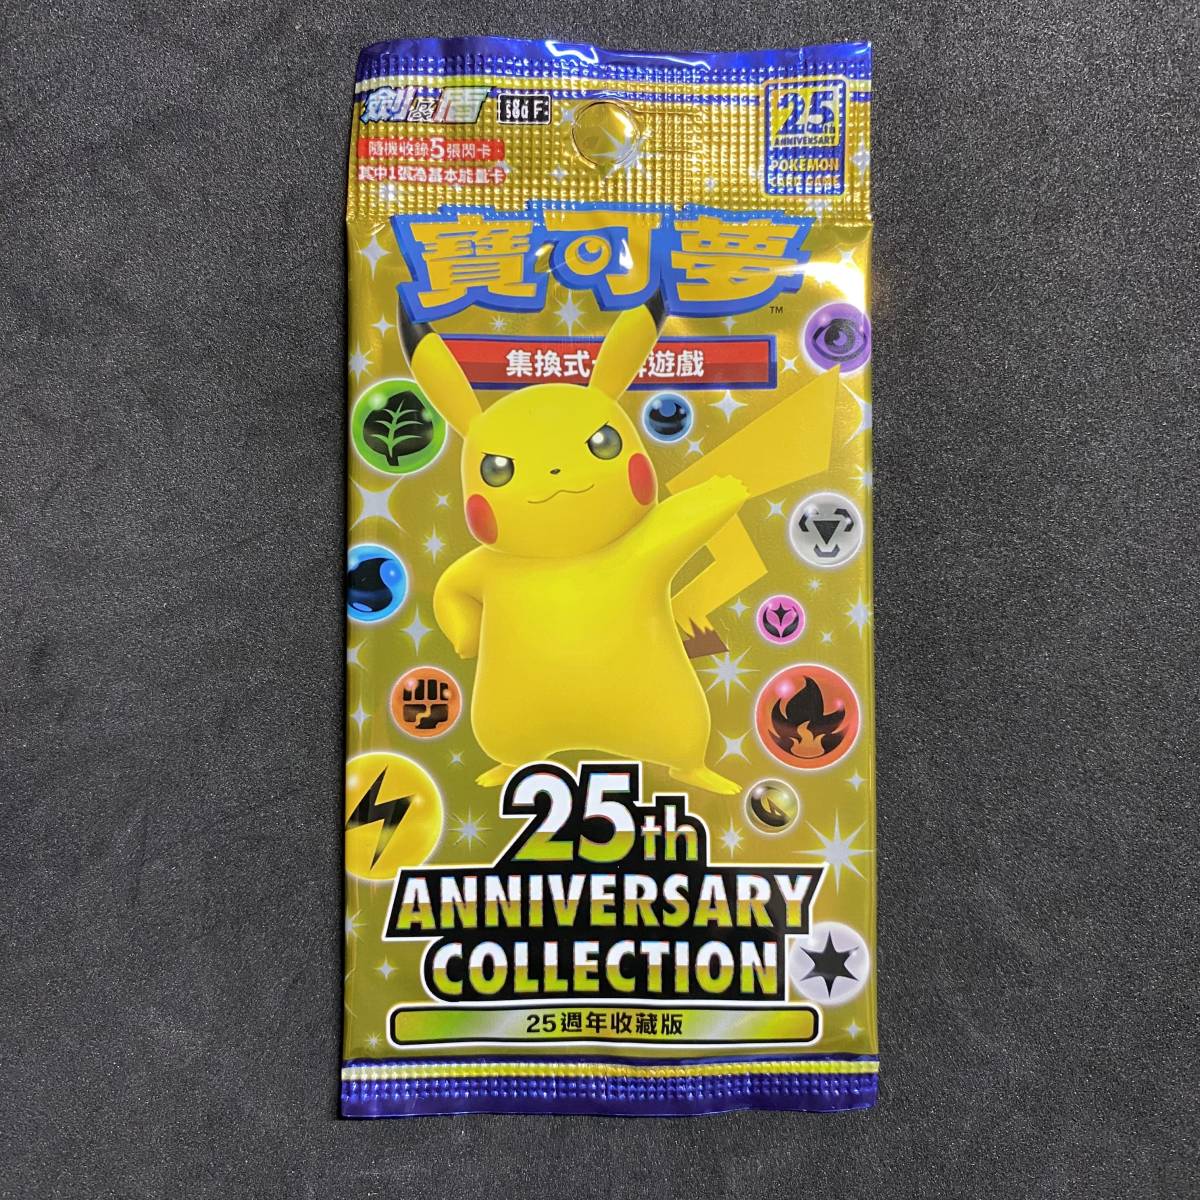 劍&盾
s8a F
隨機收錄5張閃卡
其中1張為基本能量卡
25th
ANNIVERSARY
POKÉMON
CARD GAME
寶可夢
TM
集換式
遊戲
25th
ANNIVERSARY
COLLECTION
25週年收藏版